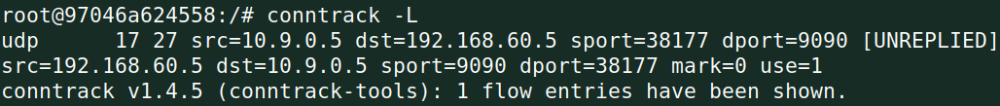 root@97046a624558:/# conntrack -L
udp      17 27 src=10.9.0.5 dst=192.168.60.5 sport=38177 dport=9090 [UNREPLIED]
src=192.168.60.5 dst=10.9.0.5 sport=9090 dport=38177 mark=0 use=1
conntrack v1.4.5 (conntrack-tools): 1 flow entries have been shown.